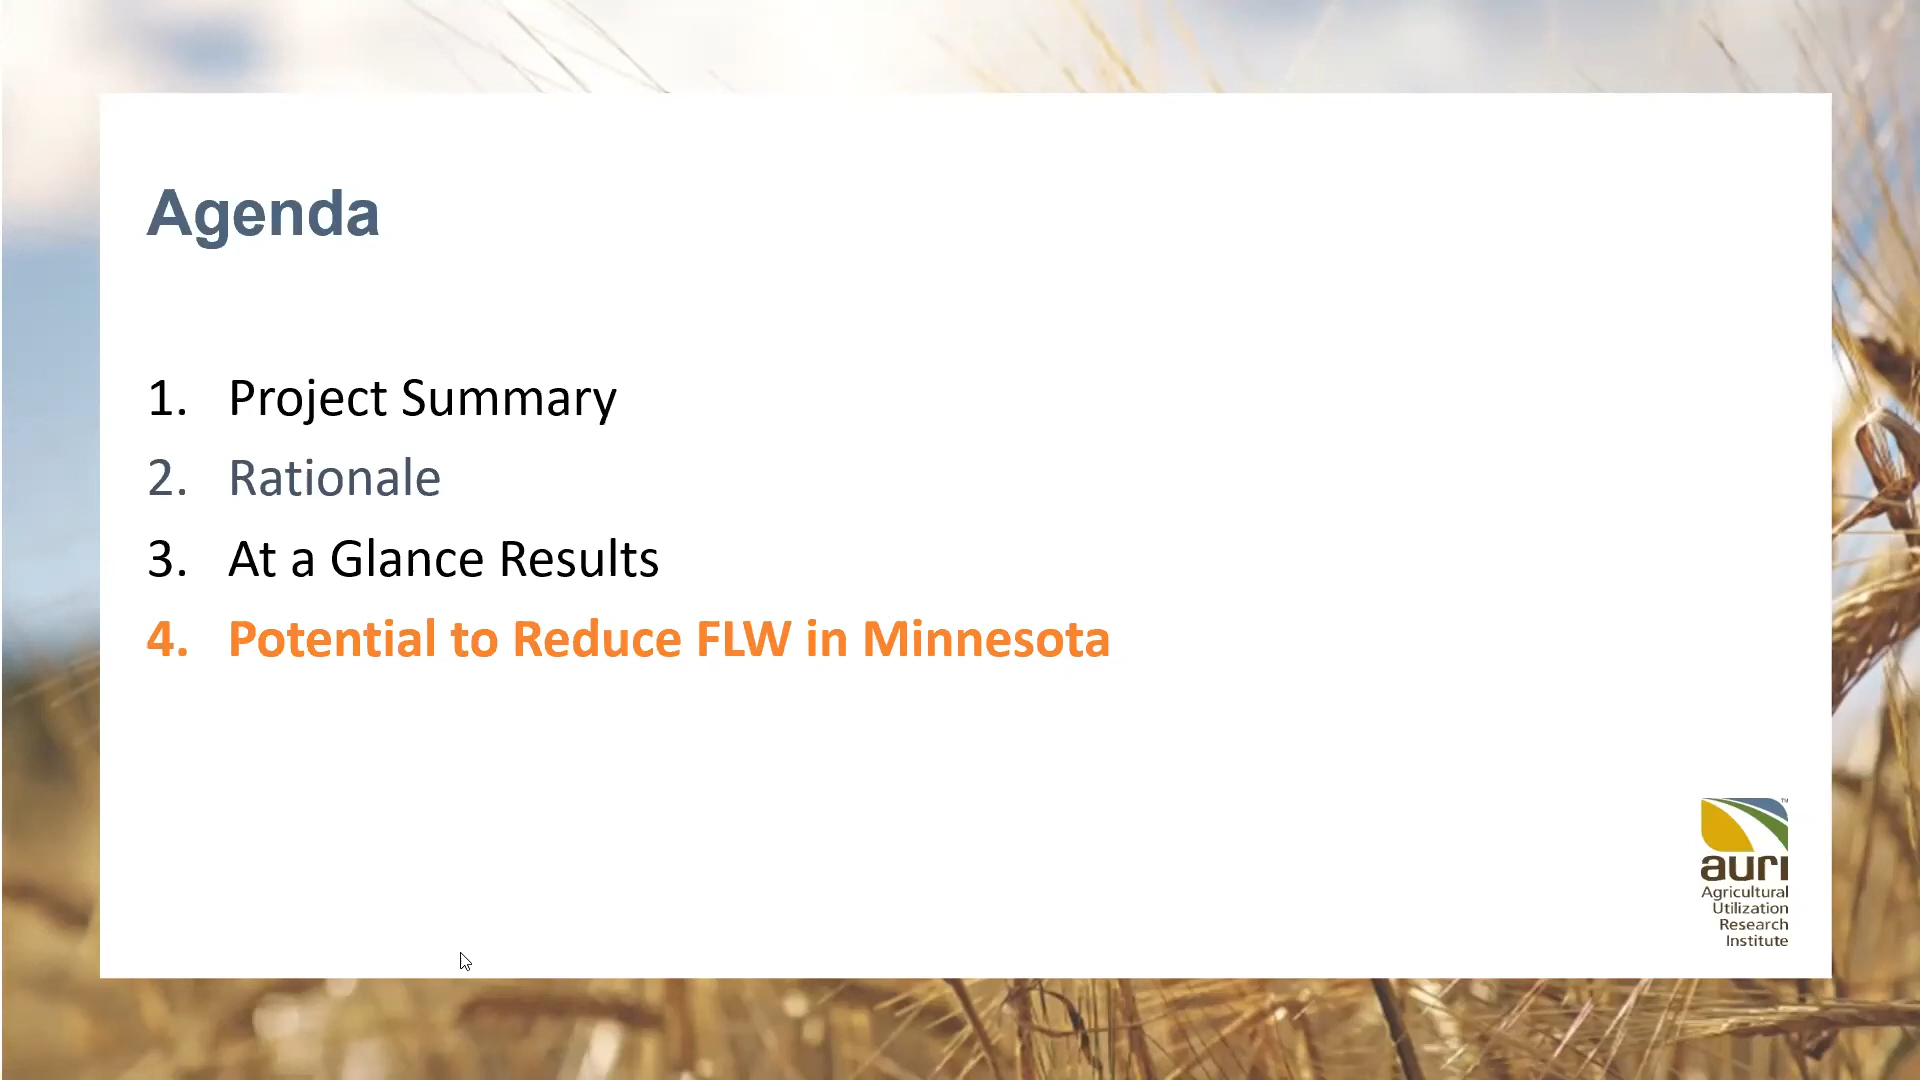 Agenda
1. Project Summary
2. Rationale
3. At a Glance Results
4. Potential to Reduce FLW in Minnesota
TM
auri
Agricultural
Utilization
Research
Institute